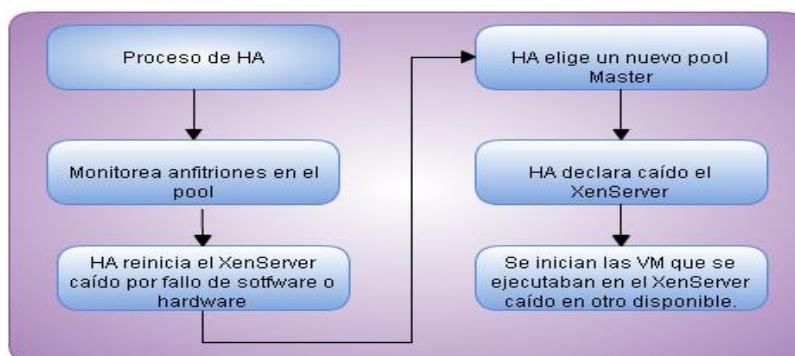 Proceso de HA
Monitorea anfitriones en el
pool
HA reinicia el XenServer
caído por fallo de sottfware o
hardware
HA elige un nuevo pool
Master
HA declara caído el
XenServer
Se inician las VM que se
ejecutaban en el XenServer
caído en otro disponible.